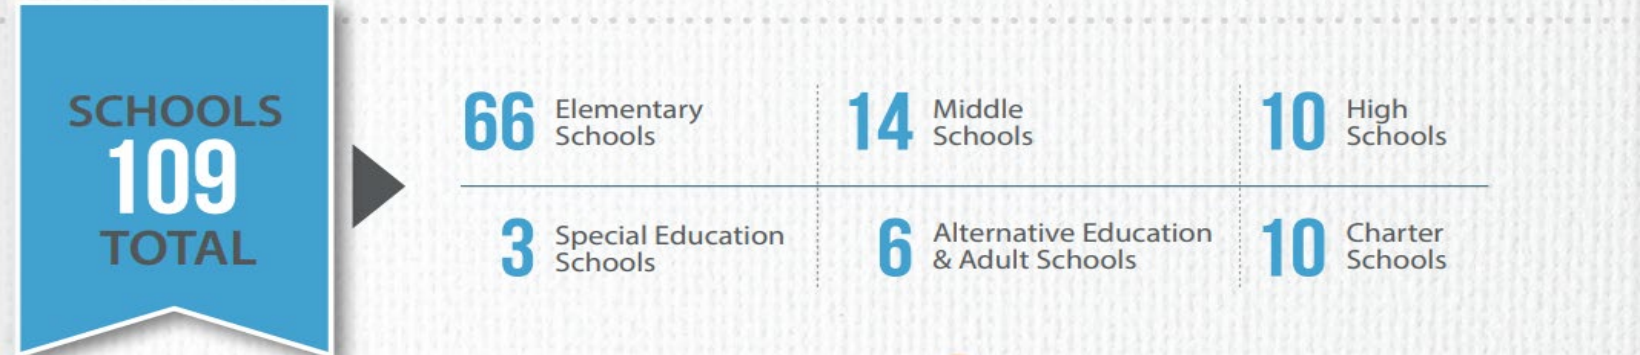 SCHOOLS
109
TOTAL
66 Elementary
Schools
14 Middle
Schools
10 High
Schools
3 Special Education
Schools
6 Alternative Education
& Adult Schools
10 Charter
Schools